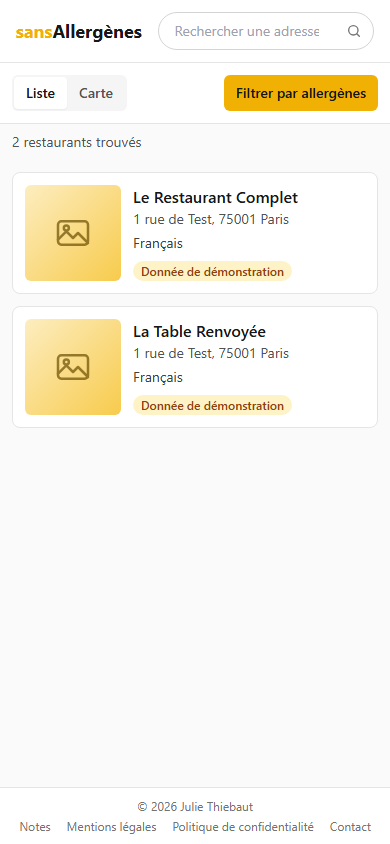 sansAllergènes
Rechercher une adresse
Liste
Carte
Filtrer par allergènes
2 restaurants trouvés
Le Restaurant Complet
1 rue de Test, 75001 Paris
Français
Donnée de démonstration
La Table Renvoyée
1 rue de Test, 75001 Paris
Français
Donnée de démonstration
© 2026 Julie Thiebaut
Notes Mentions légales Politique de confidentialité Contact